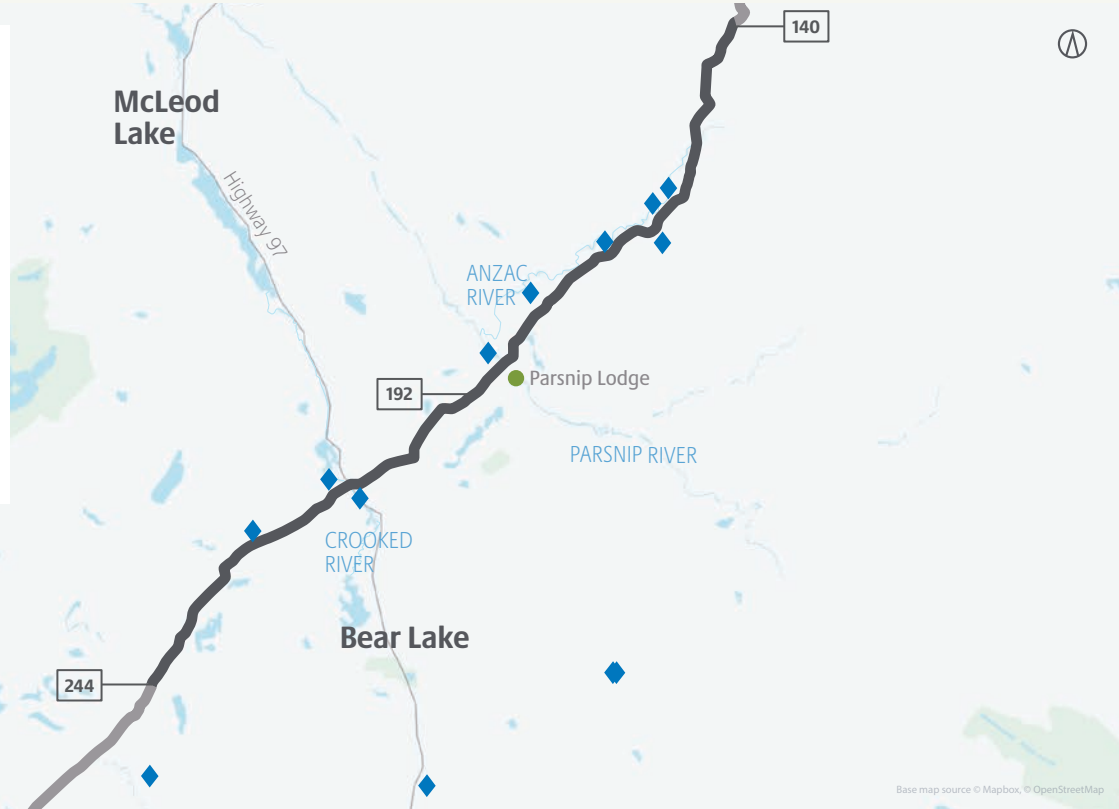 140
McLeod
Lake
Highway 97
ANZAC
RIVER
Parsnip Lodge
192
PARSNIP RIVER
CROOKED
RIVER
Bear Lake
244
Base map source © Mapbox, © OpenStreetMap